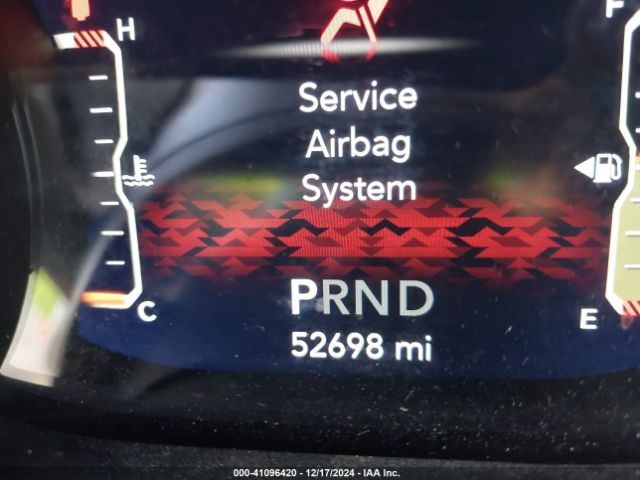 H
F
Service
Airbag
System
PRND
C
E
52698 mi
000-41096420 - 12/17/2024 - IAA Inc.